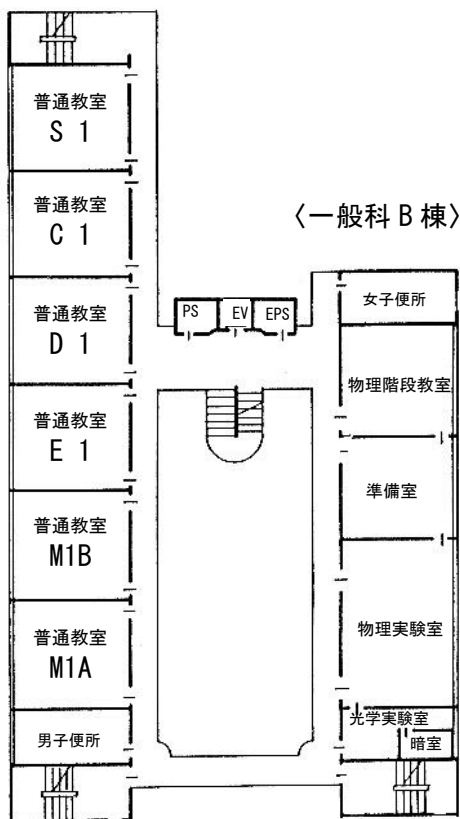 普通教室
S 1
普通教室
C 1
〈一般科B棟〉
普通教室
D 1
PS
EV
EPS
女子便所
物理階段教室
普通教室
E 1
準備室
普通教室
M1B
普通教室
M1A
物理実験室
男子便所
光学実験室
暗室